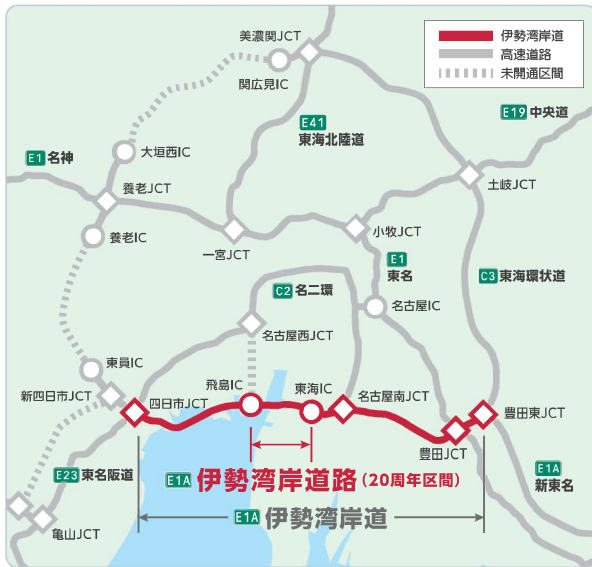 美濃関JCT
関広見IC
伊勢湾岸道
高速道路
未開通区間
E41
東海北陸道
E19 中央道
E1 名神
大垣西IC
養老JCT
土岐JCT
養老IC
一宮JCT
小牧JCT
E1
東名
C3 東海環状道
C2 名二環
名古屋IC
名古屋西JCT
東員IC
新四日市JCT
四日市JCT
飛島IC
東海IC
名古屋南JCT
豊田東JCT
豊田JCT
E23 東名阪道
E1A 伊勢湾岸道路 (20周年区間)
E1A
新東名
E1A 伊勢湾岸道
亀山JCT